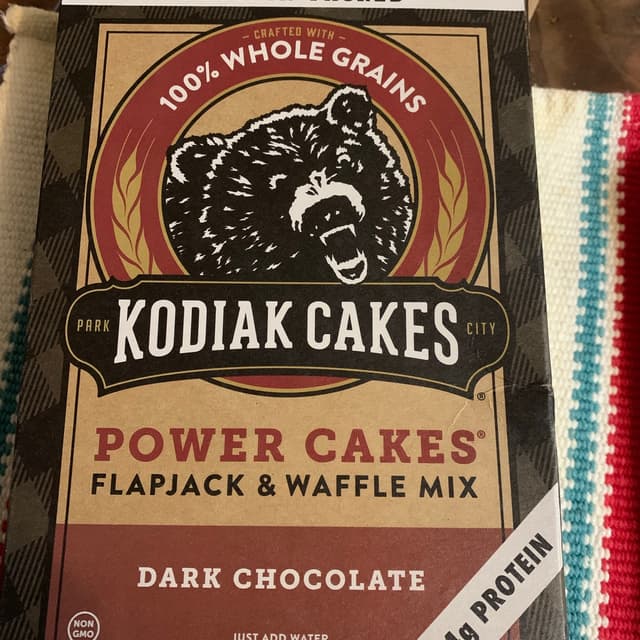 CRAFTED WITH
100% WHOLE GRAINS
PARK KODIAK CAKES CITY
®
POWER CAKES®
FLAPJACK & WAFFLE MIX
DARK CHOCOLATE
g PROTEIN
NON
GMO
JUST ADD WATER